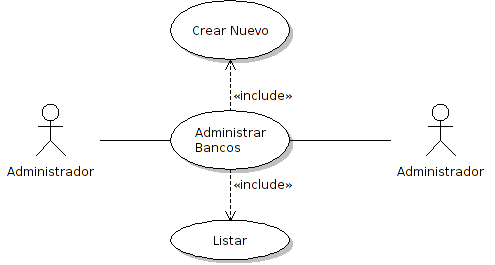 Crear Nuevo
«include»
Administrar
Bancos
Administrador
Administrador
«include»
Listar